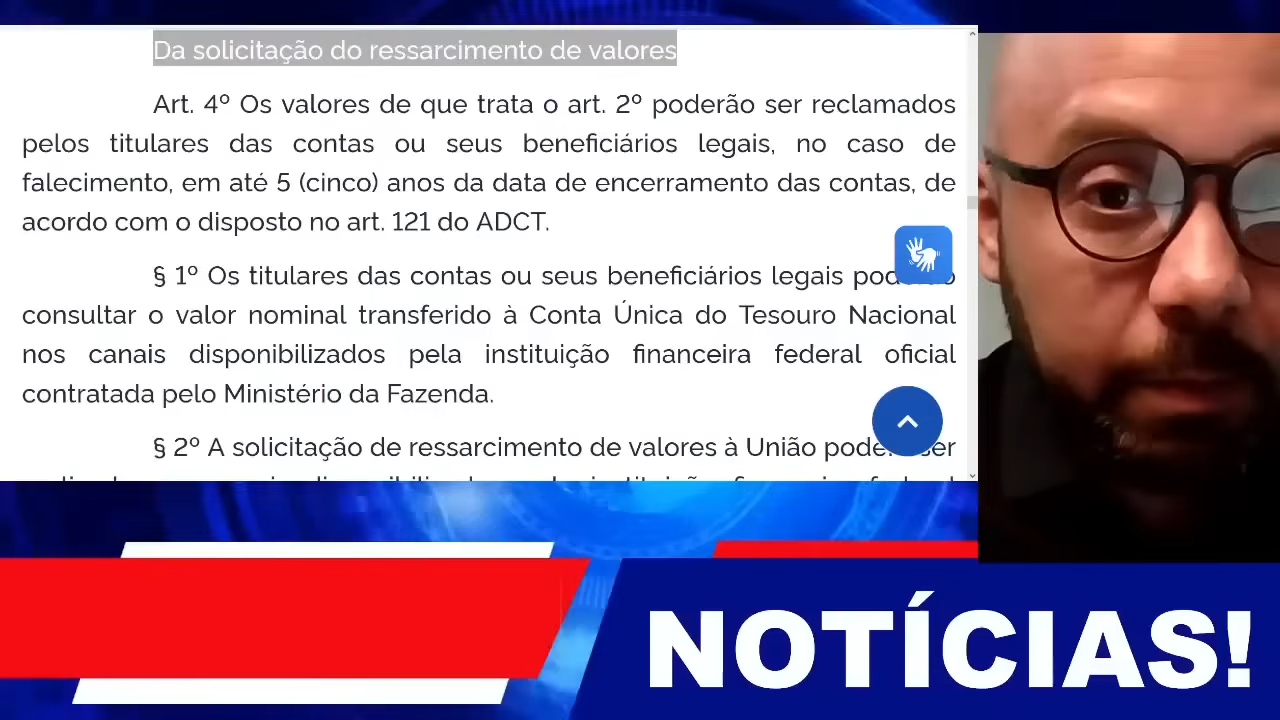 Da solicitação do ressarcimento de valores
Art. 4º Os valores de que trata o art. 2º poderão ser reclamados
pelos titulares das contas ou seus beneficiários legais, no caso de
falecimento, em até 5 (cinco) anos da data de encerramento das contas, de
acordo com o disposto no art. 121 do ADCT.
§ 1º Os titulares das contas ou seus beneficiários legais
consultar o valor nominal transferido à Conta Única do Tesouro Nacional
nos canais disponibilizados pela instituição financeira federal oficial
contratada pelo Ministério da Fazenda.
§ 2º A solicitação de ressarcimento de valores à União
NOTÍCIAS!